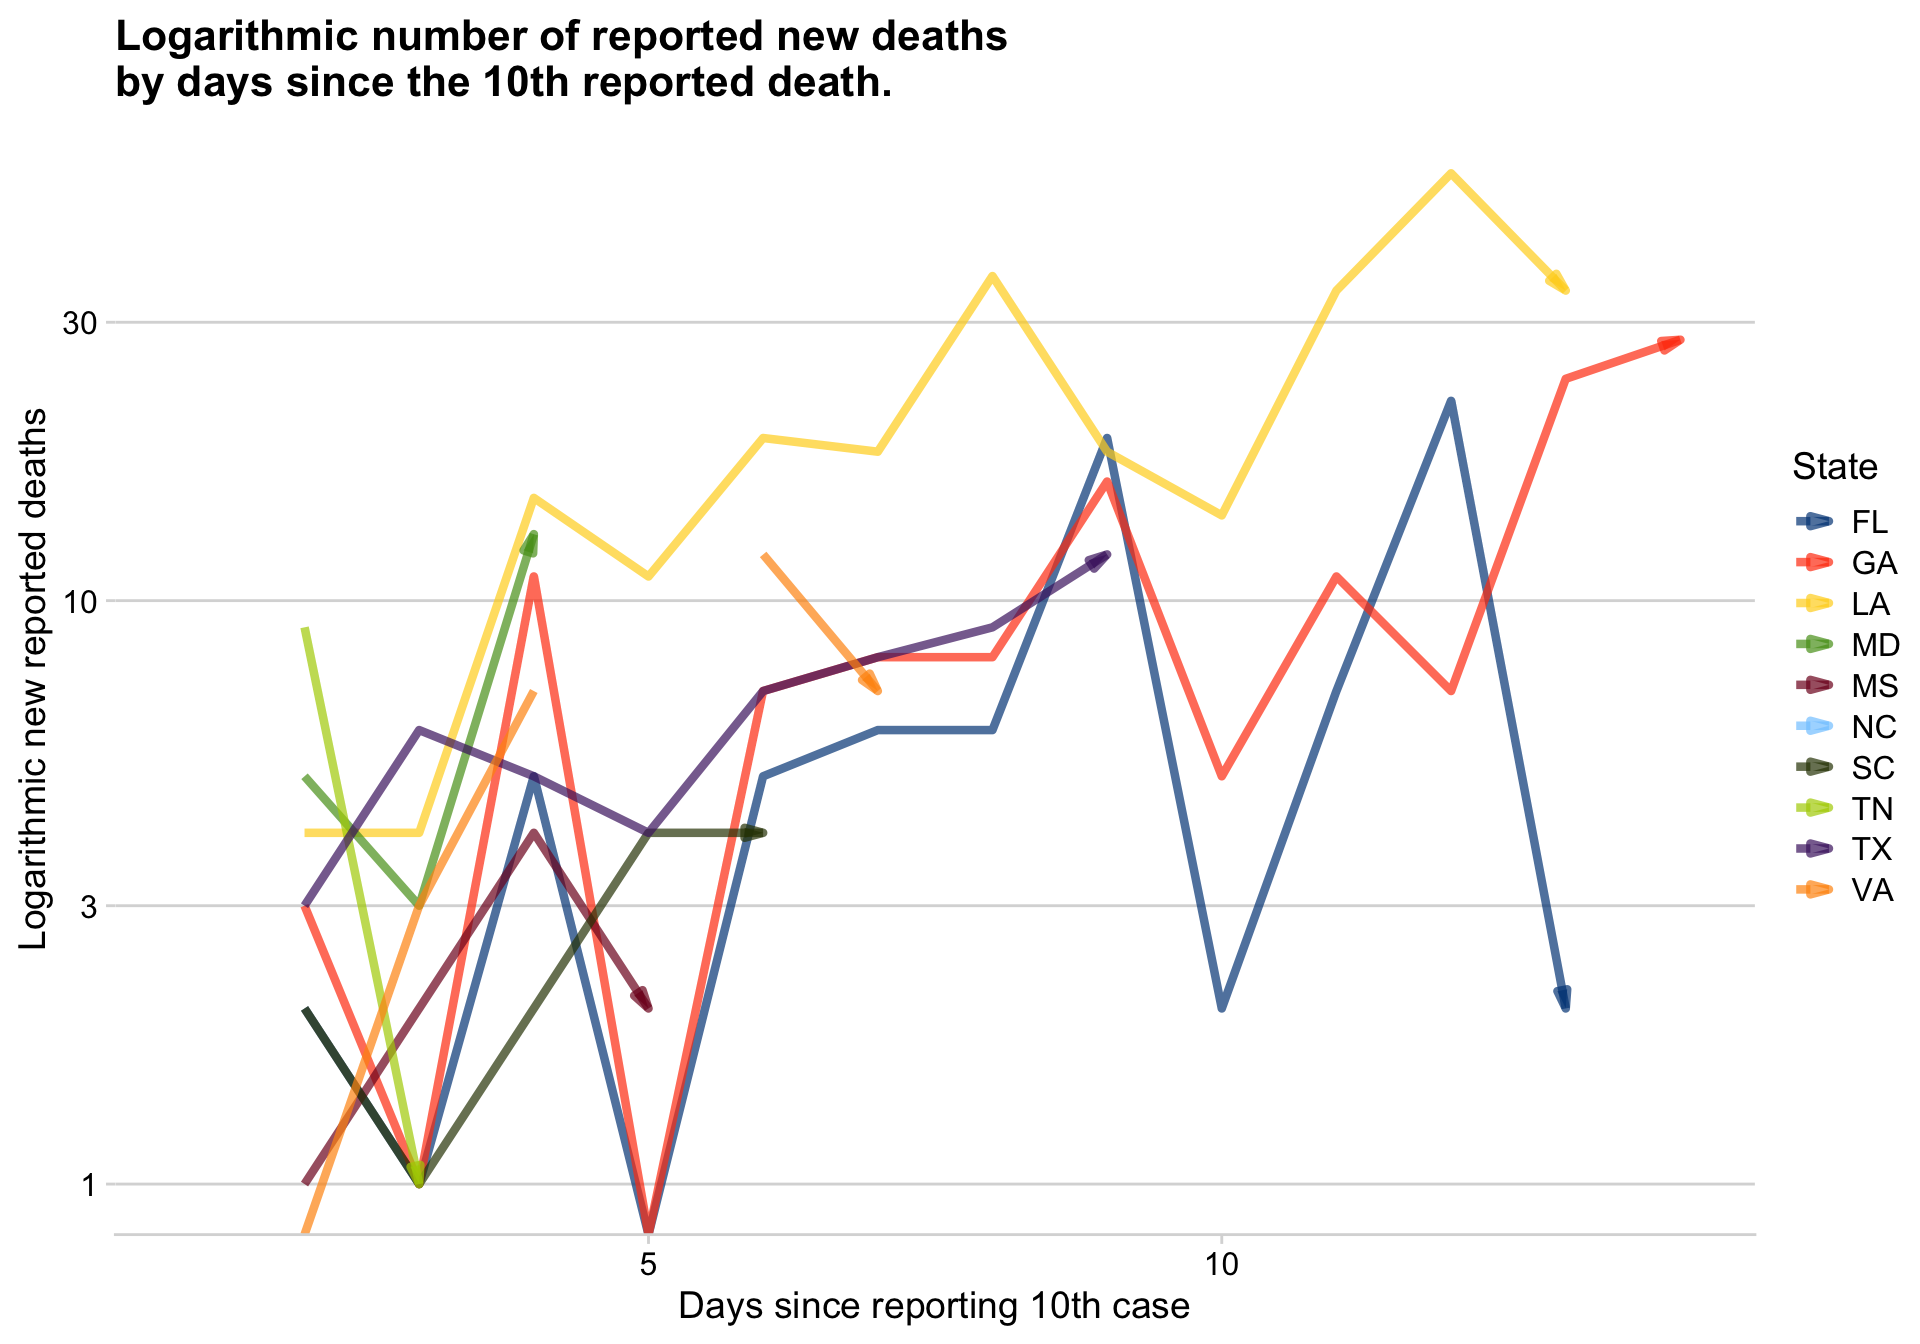 Logarithmic number of reported new deaths
by days since the 10th reported death.
Logarithmic new reported deaths
30
10
3
1
5
10
Days since reporting 10th case
State
FL
GA
LA
MD
MS
NC
SC
TN
TX
VA